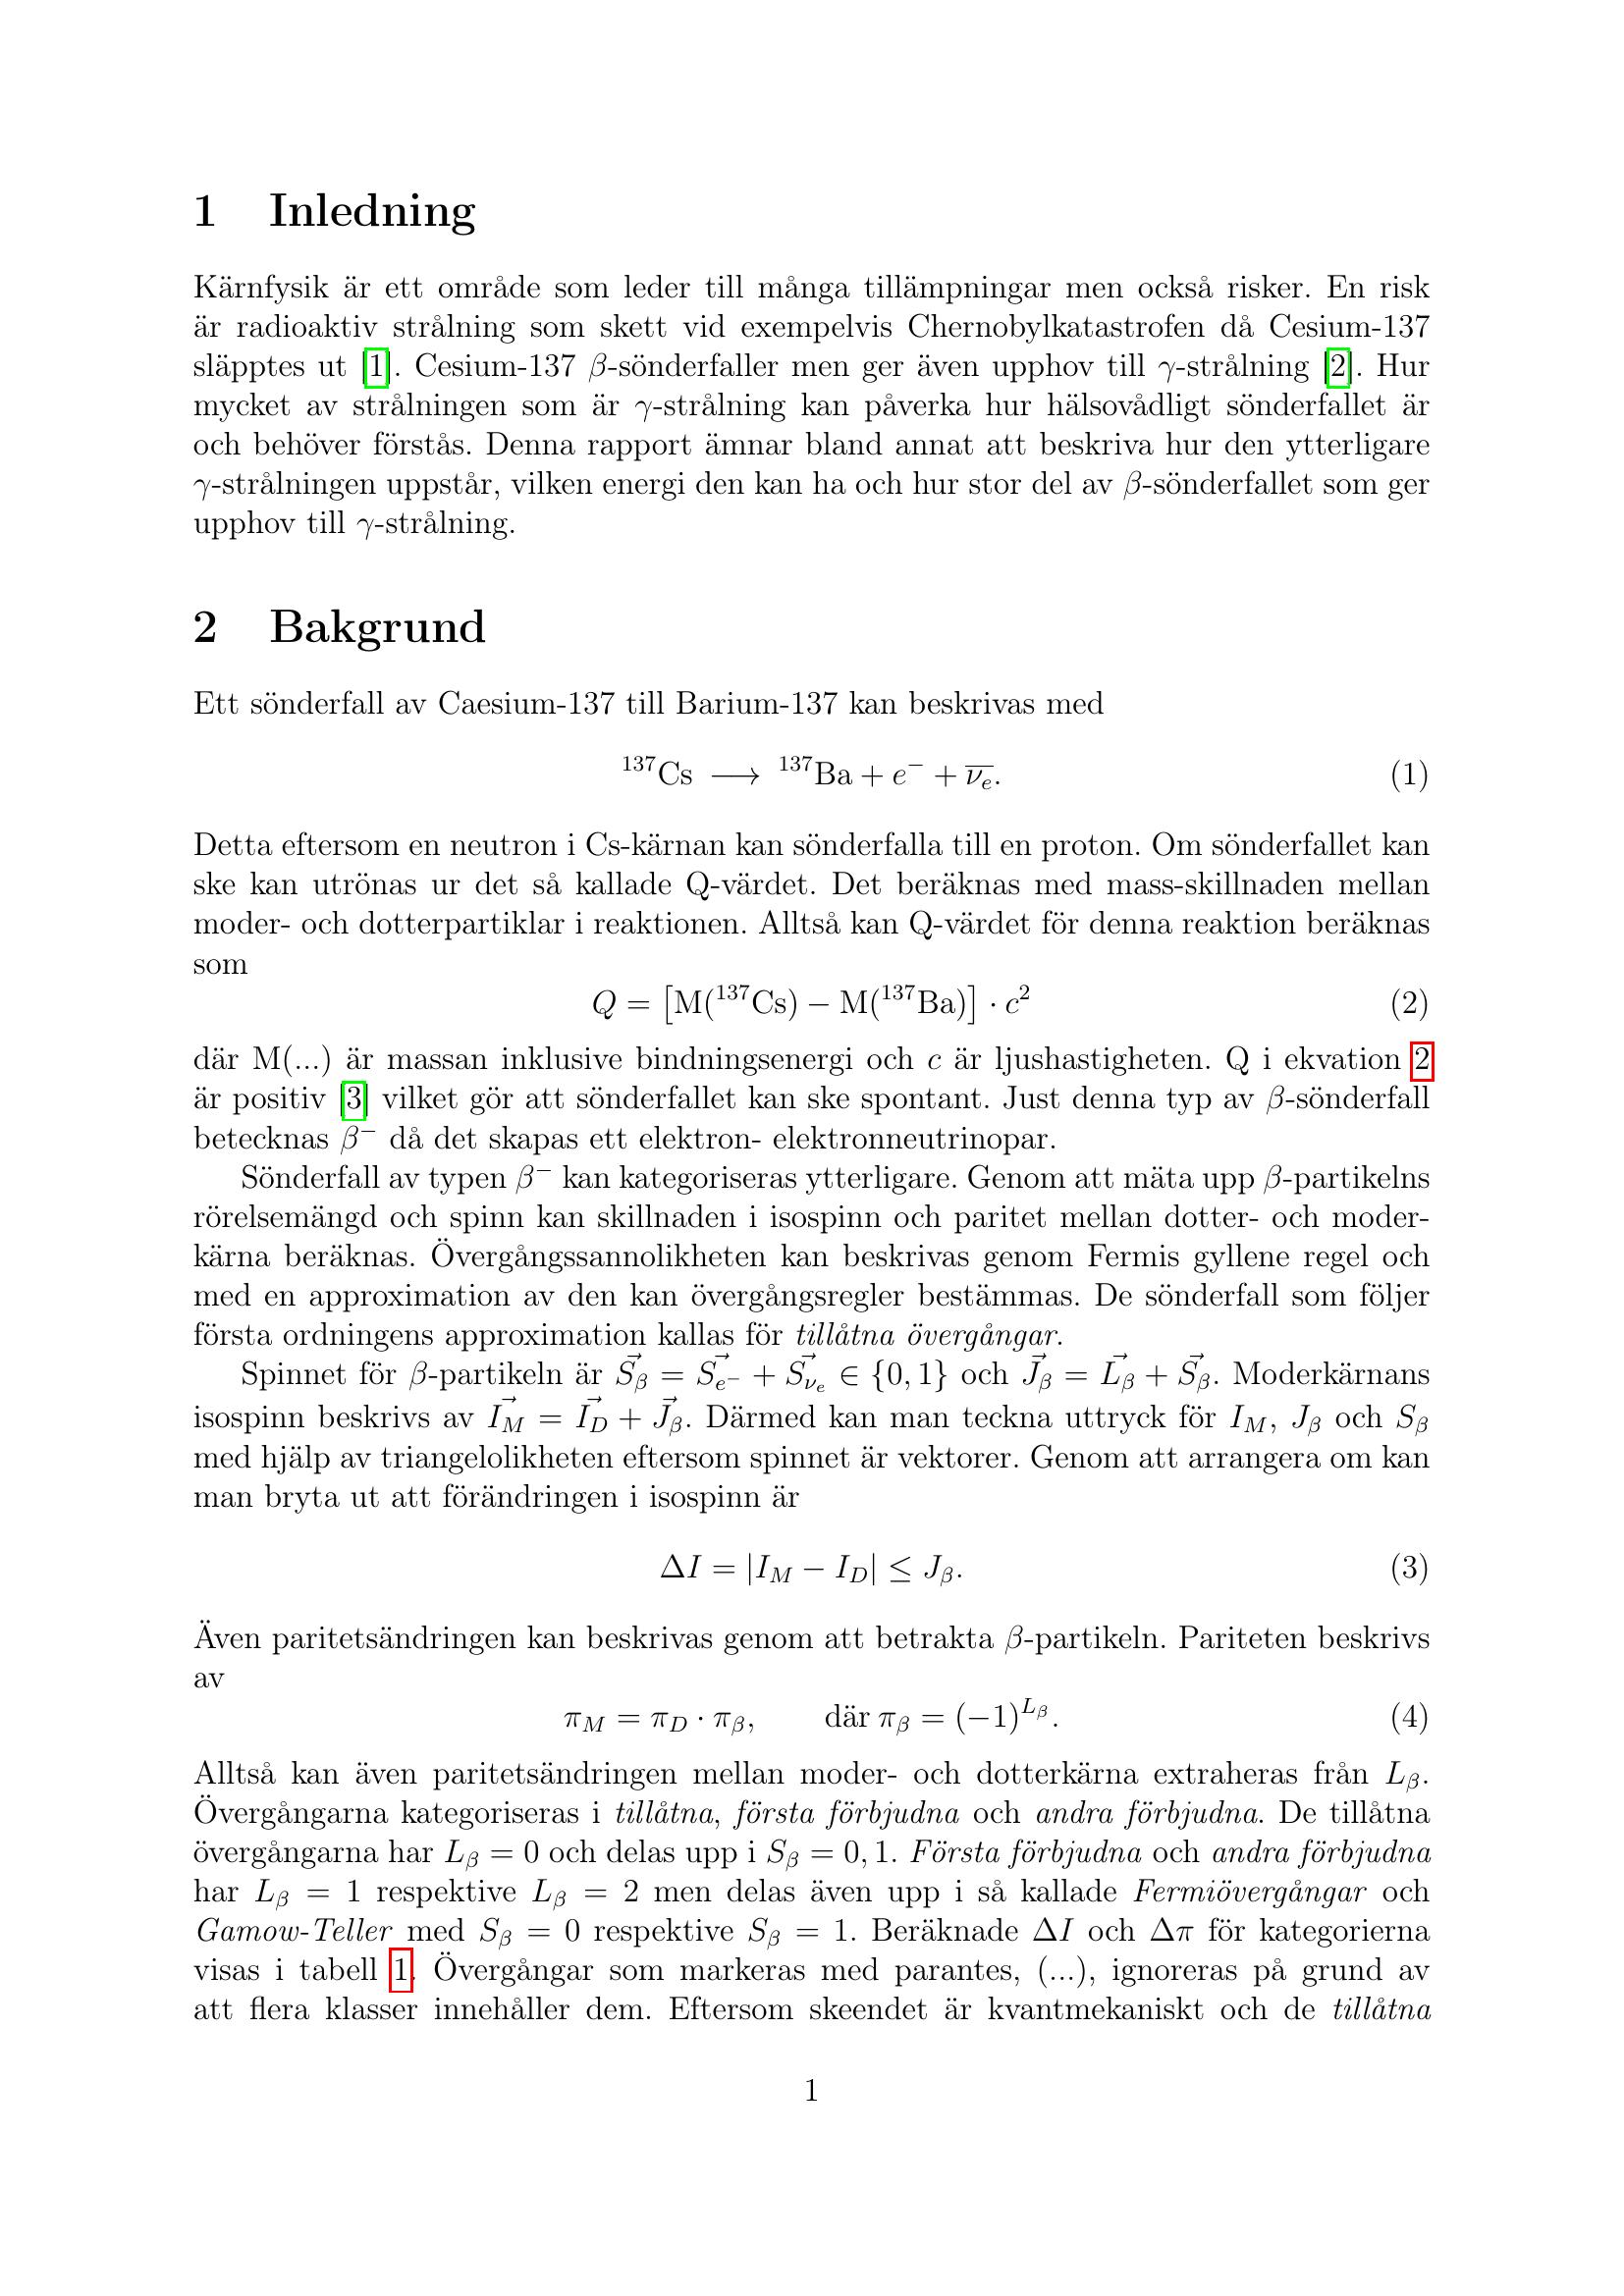 1 Inledning
Kärnfysik är ett område som leder till många tillämpningar men också risker. En risk
är radioaktiv strålning som skett vid exempelvis Chernobylkatastrofen då Cesium-137
släpptes ut [1]. Cesium-137 β-sönderfaller men ger även upphov till γ-strålning [2]. Hur
mycket av strålningen som är γ-strålning kan påverka hur hälsovådligt sönderfallet är
och behöver förstås. Denna rapport ämnar bland annat att beskriva hur den ytterligare
γ-strålningen uppstår, vilken energi den kan ha och hur stor del av β-sönderfallet som ger
upphov till γ-strålning.
2 Bakgrund
Ett sönderfall av Caesium-137 till Barium-137 kan beskrivas med
$^{137}\mathrm{Cs} \longrightarrow {}^{137}\mathrm{Ba} + e^- + \overline{\nu_e}.$ (1)
Detta eftersom en neutron i Cs-kärnan kan sönderfalla till en proton. Om sönderfallet kan
ske kan utrönas ur det så kallade Q-värdet. Det beräknas med mass-skillnaden mellan
moder- och dotterpartiklar i reaktionen. Alltså kan Q-värdet för denna reaktion beräknas
som
$Q = \left[\mathrm{M}(^{137}\mathrm{Cs}) - \mathrm{M}(^{137}\mathrm{Ba})\right] \cdot c^2$ (2)
där M(...) är massan inklusive bindningsenergi och $c$ är ljushastigheten. Q i ekvation 2
är positiv [3] vilket gör att sönderfallet kan ske spontant. Just denna typ av β-sönderfall
betecknas $\beta^-$ då det skapas ett elektron- elektronneutrinopar.
Sönderfall av typen $\beta^-$ kan kategoriseras ytterligare. Genom att mäta upp β-partikelns
rörelsemängd och spinn kan skillnaden i isospinn och paritet mellan dotter- och moder-
kärna beräknas. Övergångssannolikheten kan beskrivas genom Fermis gyllene regel och
med en approximation av den kan övergångsregler bestämmas. De sönderfall som följer
första ordningens approximation kallas för tillåtna övergångar.
Spinnet för β-partikeln är $\vec{S_\beta} = \vec{S_{e^-}} + \vec{S_{\nu_e}} \in \{0, 1\}$ och $\vec{J_\beta} = \vec{L_\beta} + \vec{S_\beta}$. Moderkärnans
isospinn beskrivs av $\vec{I_M} = \vec{I_D} + \vec{J_\beta}$. Därmed kan man teckna uttryck för $I_M$, $J_\beta$ och $S_\beta$
med hjälp av triangelolikheten eftersom spinnet är vektorer. Genom att arrangera om kan
man bryta ut att förändringen i isospinn är
$\Delta I = |I_M - I_D| \leq J_\beta.$ (3)
Även paritetsändringen kan beskrivas genom att betrakta β-partikeln. Pariteten beskrivs
av
$\pi_M = \pi_D \cdot \pi_\beta, \qquad \text{där } \pi_\beta = (-1)^{L_\beta}.$ (4)
Alltså kan även paritetsändringen mellan moder- och dotterkärna extraheras från $L_\beta$.
Övergångarna kategoriseras i tillåtna, första förbjudna och andra förbjudna. De tillåtna
övergångarna har $L_\beta = 0$ och delas upp i $S_\beta = 0, 1$. Första förbjudna och andra förbjudna
har $L_\beta = 1$ respektive $L_\beta = 2$ men delas även upp i så kallade Fermiövergångar och
Gamow-Teller med $S_\beta = 0$ respektive $S_\beta = 1$. Beräknade $\Delta I$ och $\Delta \pi$ för kategorierna
visas i tabell 1. Övergångar som markeras med parantes, (...), ignoreras på grund av
att flera klasser innehåller dem. Eftersom skeendet är kvantmekaniskt och de tillåtna
1